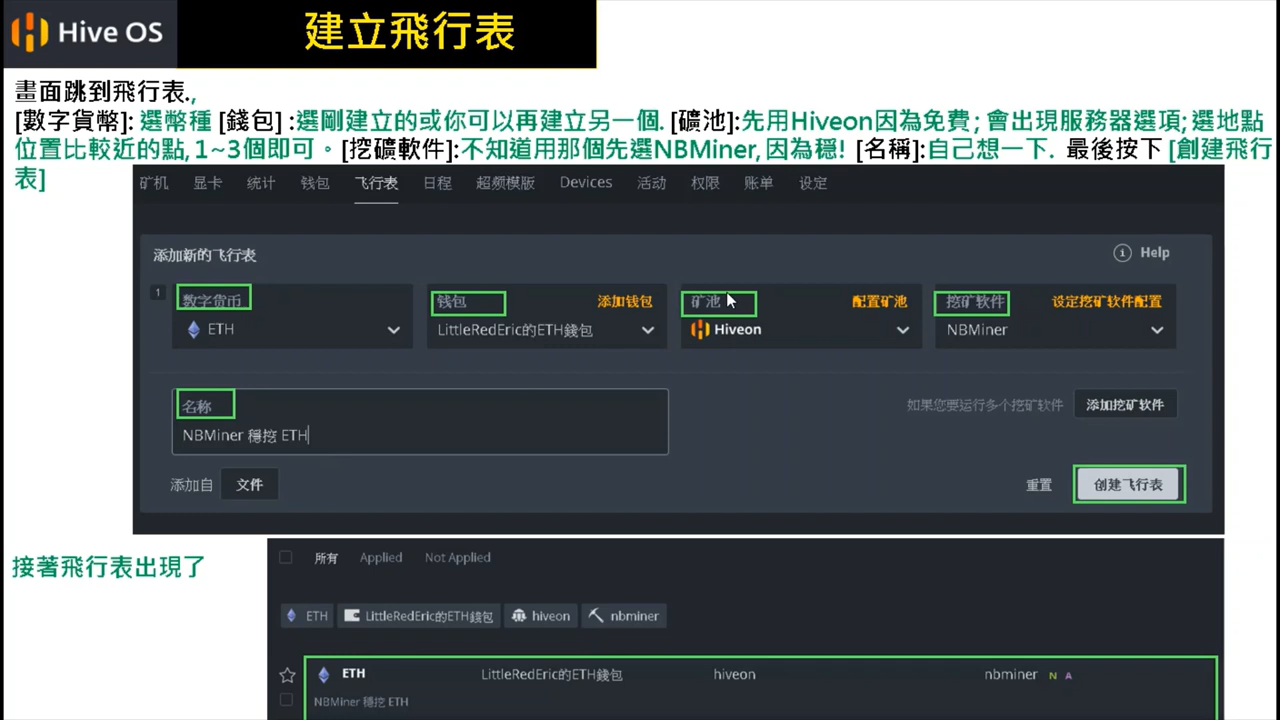 Hive OS
建立飛行表
畫面跳到飛行表.,
[數字貨幣]: 選幣種 [錢包] :選剛建立的或你可以再建立另一個. [礦池]:先用Hiveon因為免費; 會出現服務器選項; 選地點
位置比較近的點, 1~3個即可。[挖礦軟件]:不知道用那個先選NBMiner, 因為穩! [名稱]:自己想一下. 最後按下 [創建飛行
表]
矿机 显卡 统计 钱包 飞行表 日程 超频模版 Devices 活动 权限 账单 设定
添加新的飞行表 Help
1 数字货币 钱包 添加钱包 矿池 配置矿池 挖矿软件 设定挖矿软件配置
ETH LittleRedEric的ETH錢包 Hiveon NBMiner
名称 如果您要运行多个挖矿软件 添加挖矿软件
NBMiner 穩挖 ETH
添加自 文件 重置 创建飞行表
接著飛行表出現了
所有 Applied Not Applied
ETH LittleRedEric的ETH錢包 hiveon nbminer
ETH LittleRedEric的ETH錢包 hiveon nbminer N A
NBMiner 穩挖 ETH